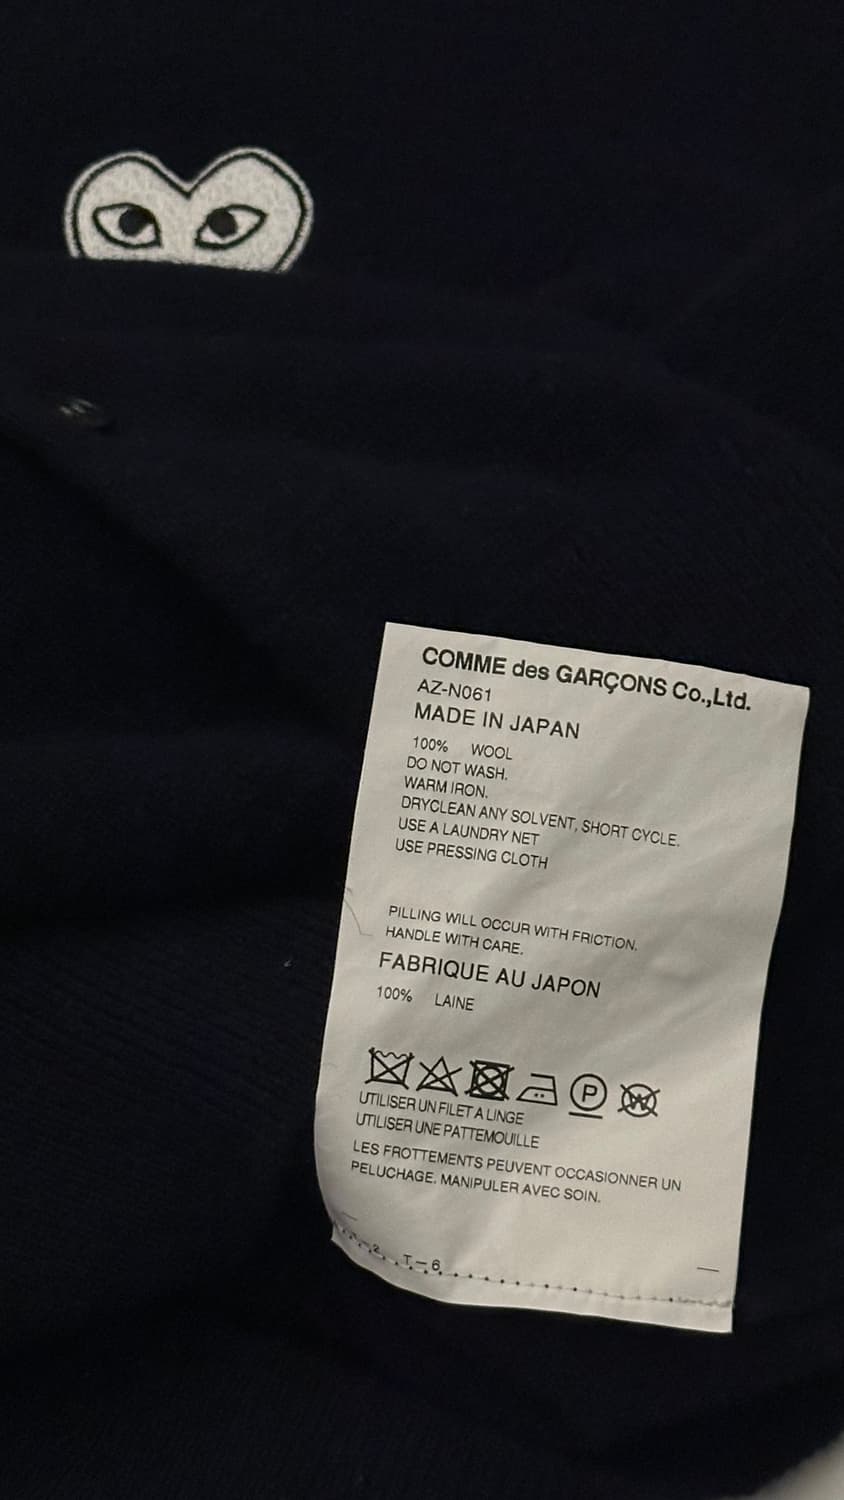 COMME des GARÇONS Co.,Ltd.
AZ-N061
MADE IN JAPAN
100% WOOL
DO NOT WASH.
WARM IRON.
DRYCLEAN ANY SOLVENT, SHORT CYCLE.
USE A LAUNDRY NET
USE PRESSING CLOTH
PILLING WILL OCCUR WITH FRICTION.
HANDLE WITH CARE.
FABRIQUE AU JAPON
100% LAINE
P W
UTILISER UN FILET A LINGE
UTILISER UNE PATTEMOUILLE
LES FROTTEMENTS PEUVENT OCCASIONNER UN
PELUCHAGE. MANIPULER AVEC SOIN.
T–6